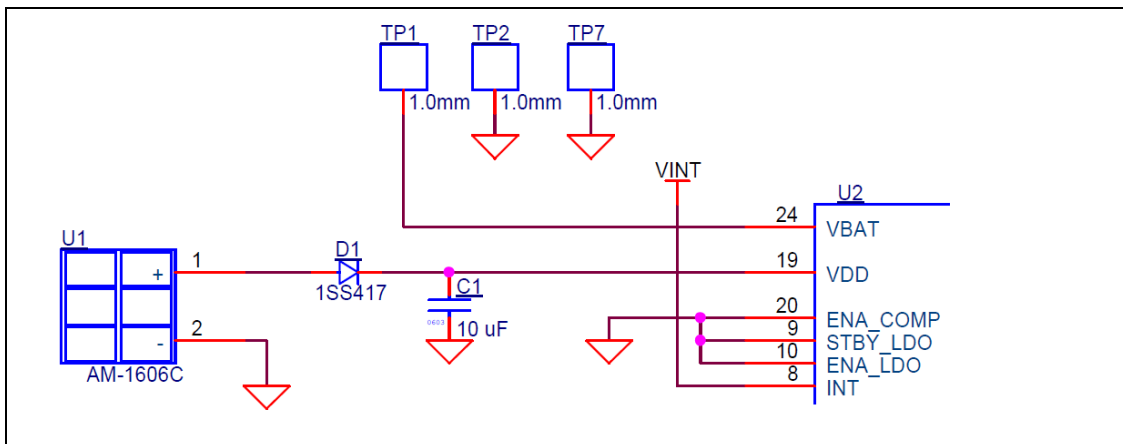 TP1 TP2 TP7
1.0mm 1.0mm 1.0mm
VINT
U2
24 VBAT
U1
1
+
D1
1SS417
19 VDD
C1
0603
10 uF
20 ENA_COMP
9 STBY_LDO
10 ENA_LDO
8 INT
2
-
AM-1606C